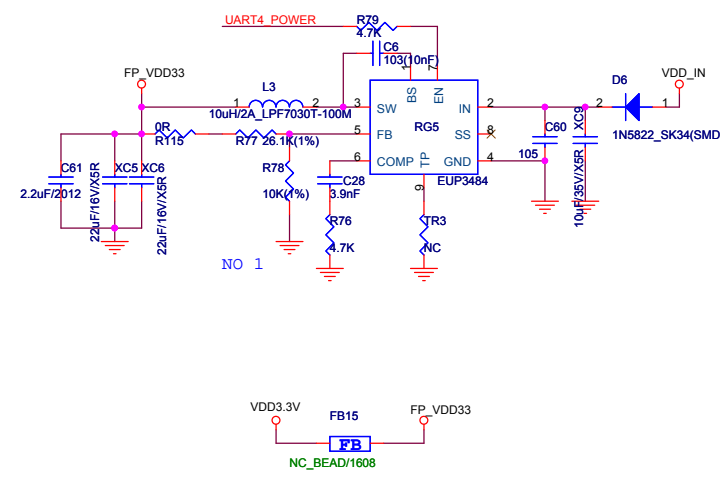 UART4_POWER
R79
4.7K
C6
103(10nF)
FP_VDD33
L3
1
2
10uH/2A_LPF7030T-100M
1
7
BS
EN
3
SW
IN
2
RG5
5
FB
SS
8
6
COMP
TP
GND
4
EUP3484
9
D6
VDD_IN
2
1
1N5822_SK34(SMD
C60
105
XC9
10uF/35V/X5R
0R
R115
R77
26.1K(1%)
R78
10K(1%)
C61
2.2uF/2012
XC5
22uF/16V/X5R
XC6
22uF/16V/X5R
C28
3.9nF
R76
4.7K
TR3
NC
NO 1
VDD3.3V
FB15
FP_VDD33
FB
NC_BEAD/1608